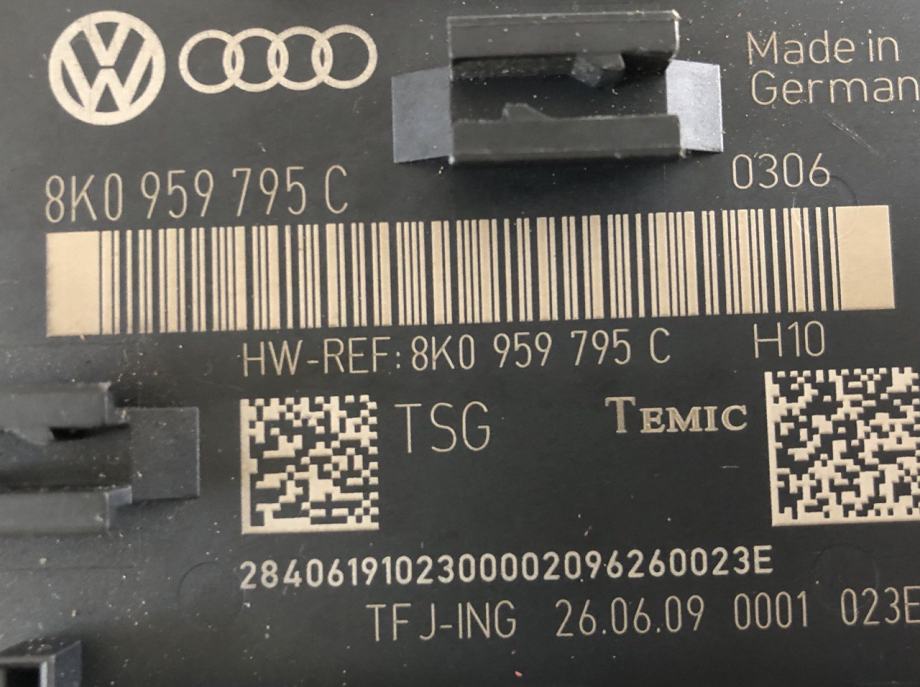 Made in
German
8K0 959 795 C
0306
HW-REF:8K0 959 795 C
H10
TSG
TEMIC
28406191023000002096260023E
TFJ-ING 26.06.09 0001 023E